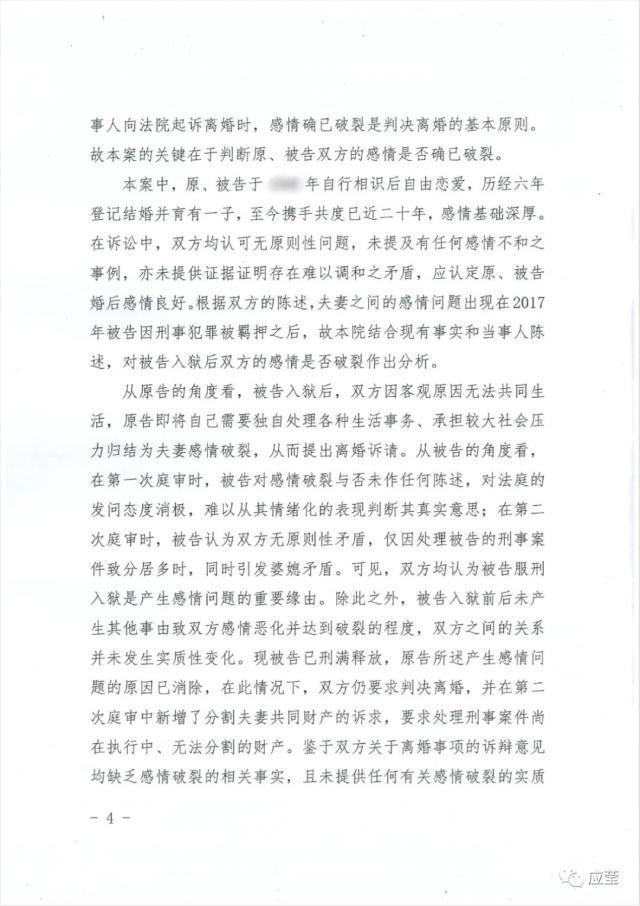 事人向法院起诉离婚时，感情确已破裂是判决离婚的基本原则。
故本案的关键在于判断原、被告双方的感情是否确已破裂。
本案中，原、被告于 年自行相识后自由恋爱，历经六年
登记结婚并育有一子，至今携手共度已近二十年，感情基础深厚。
在诉讼中，双方均认可无原则性问题，未提及有任何感情不和之
事例，亦未提供证据证明存在难以调和之矛盾，应认定原、被告
婚后感情良好。根据双方的陈述，夫妻之间的感情问题出现在2017
年被告因刑事犯罪被羁押之后，故本院结合现有事实和当事人陈
述，对被告入狱后双方的感情是否破裂作出分析。
从原告的角度看，被告入狱后，双方因客观原因无法共同生
活，原告即将自己需要独自处理各种生活事务、承担较大社会压
力归结为夫妻感情破裂，从而提出离婚诉请。从被告的角度看，
在第一次庭审时，被告对感情破裂与否未作任何陈述，对法庭的
发问态度消极，难以从其情绪化的表现判断其真实意思；在第二
次庭审时，被告认为双方无原则性矛盾，仅因处理被告的刑事案
件致分居多时，同时引发婆媳矛盾。可见，双方均认为被告服刑
入狱是产生感情问题的重要缘由。除此之外，被告入狱前后未产
生其他事由致双方感情恶化并达到破裂的程度，双方之间的关系
并未发生实质性变化。现被告已刑满释放，原告所述产生感情问
题的原因已消除，在此情况下，双方仍要求判决离婚，并在第二
次庭审中新增了分割夫妻共同财产的诉求，要求处理刑事案件尚
在执行中、无法分割的财产。鉴于双方关于离婚事项的诉辩意见
均缺乏感情破裂的相关事实，且未提供任何有关感情破裂的实质
- 4 -
应莹